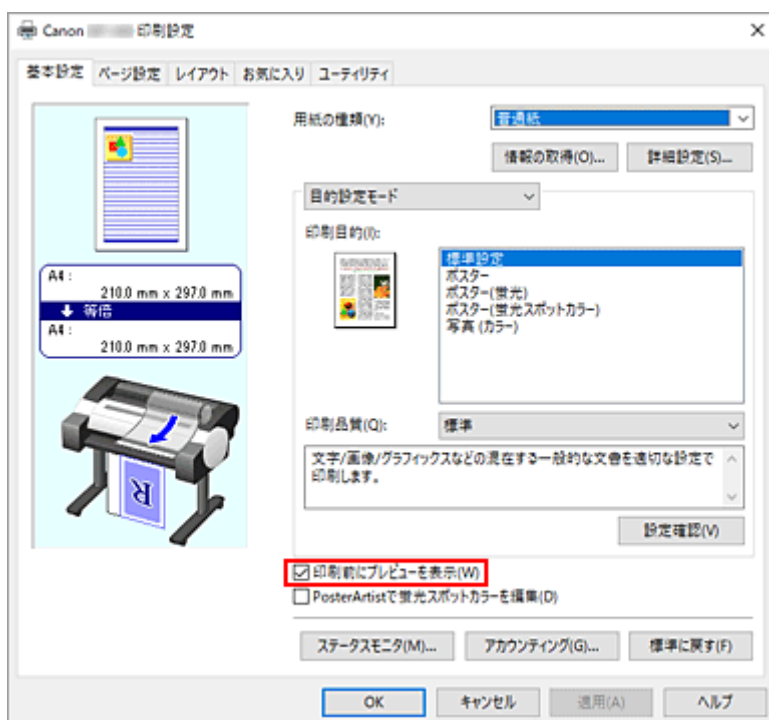 Canon 印刷設定
基本設定 ページ設定 レイアウト お気に入り ユーティリティ
用紙の種類(Y):
普通紙
情報の取得(O)...
詳細設定(S)...
目的設定モード
印刷目的(I):
標準設定
ポスター
ポスター(蛍光)
ポスター(蛍光スポットカラー)
写真 (カラー)
A4 :
210.0 mm x 297.0 mm
等倍
A4 :
210.0 mm x 297.0 mm
R
印刷品質(Q):
標準
文字/画像/グラフィックスなどの混在する一般的な文書を適切な設定で
印刷します。
設定確認(V)
印刷前にプレビューを表示(W)
PosterArtistで蛍光スポットカラーを編集(D)
ステータスモニタ(M)...
アカウンティング(G)...
標準に戻す(F)
OK
キャンセル
適用(A)
ヘルプ